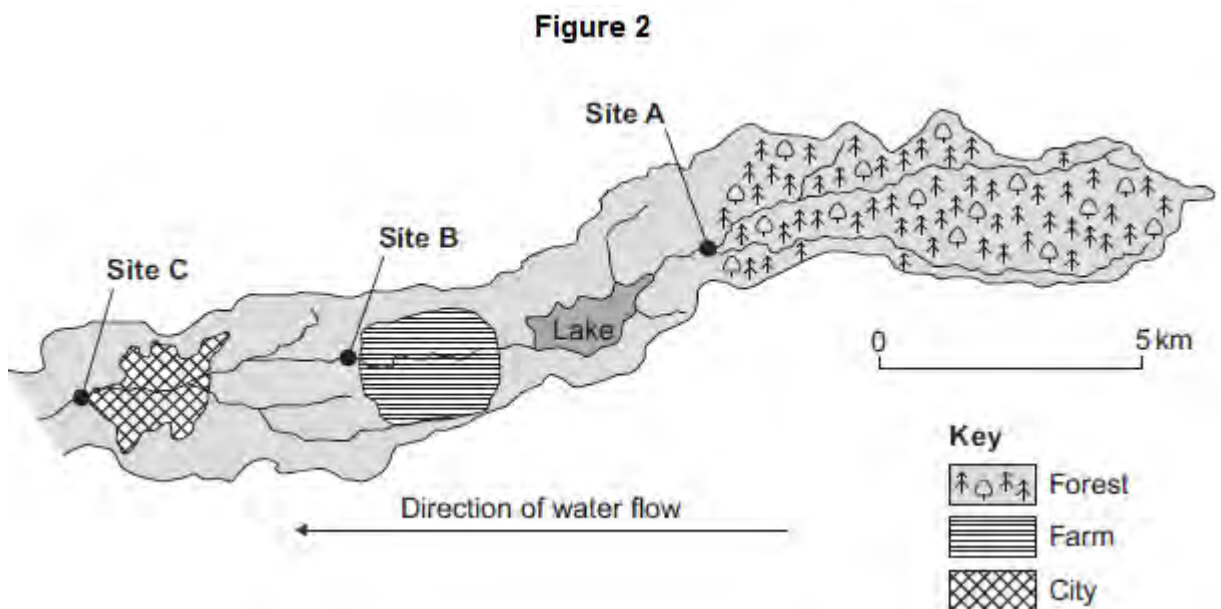 Figure 2
Site A
Site B
Site C
Lake
0 5 km
Direction of water flow
Key
Forest
Farm
City